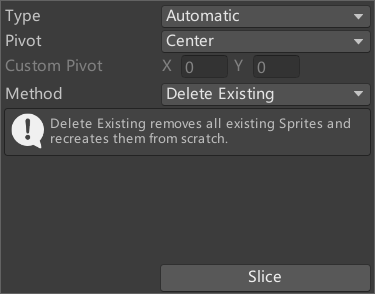 Type Automatic
Pivot Center
Custom Pivot X 0 Y 0
Method Delete Existing
Delete Existing removes all existing Sprites and
recreates them from scratch.
Slice